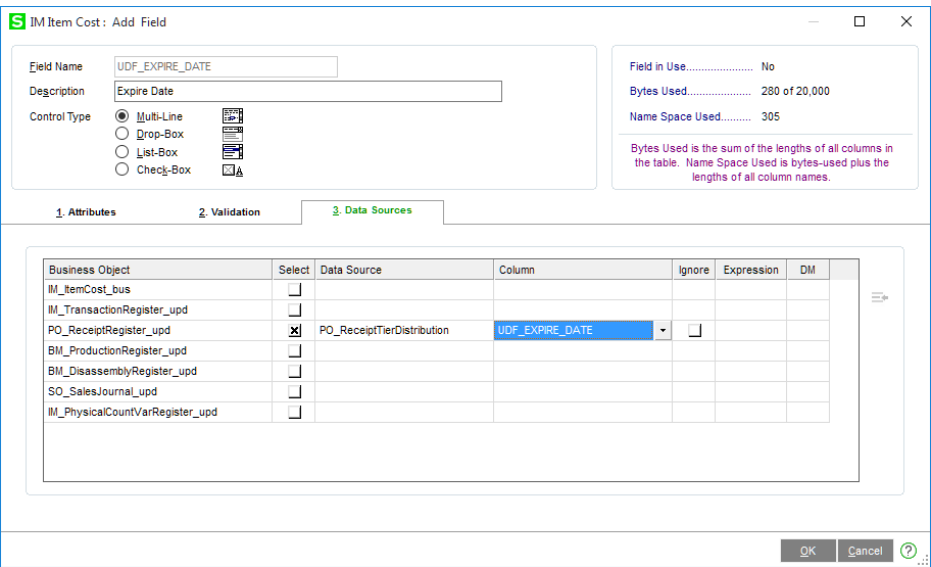 S IM Item Cost : Add Field
Field Name UDF_EXPIRE_DATE
Description Expire Date
Control Type Multi-Line
Drop-Box
List-Box
Check-Box A
Field in Use...................... No
Bytes Used..................... 280 of 20,000
Name Space Used.......... 305
Bytes Used is the sum of the lengths of all columns in
the table. Name Space Used is bytes-used plus the
lengths of all column names.
1. Attributes 2. Validation 3. Data Sources
Business Object Select Data Source Column Ignore Expression DM
IM_ItemCost_bus
IM_TransactionRegister_upd
PO_ReceiptRegister_upd PO_ReceiptTierDistribution UDF_EXPIRE_DATE
BM_ProductionRegister_upd
BM_DisassemblyRegister_upd
SO_SalesJournal_upd
IM_PhysicalCountVarRegister_upd
OK Cancel ?